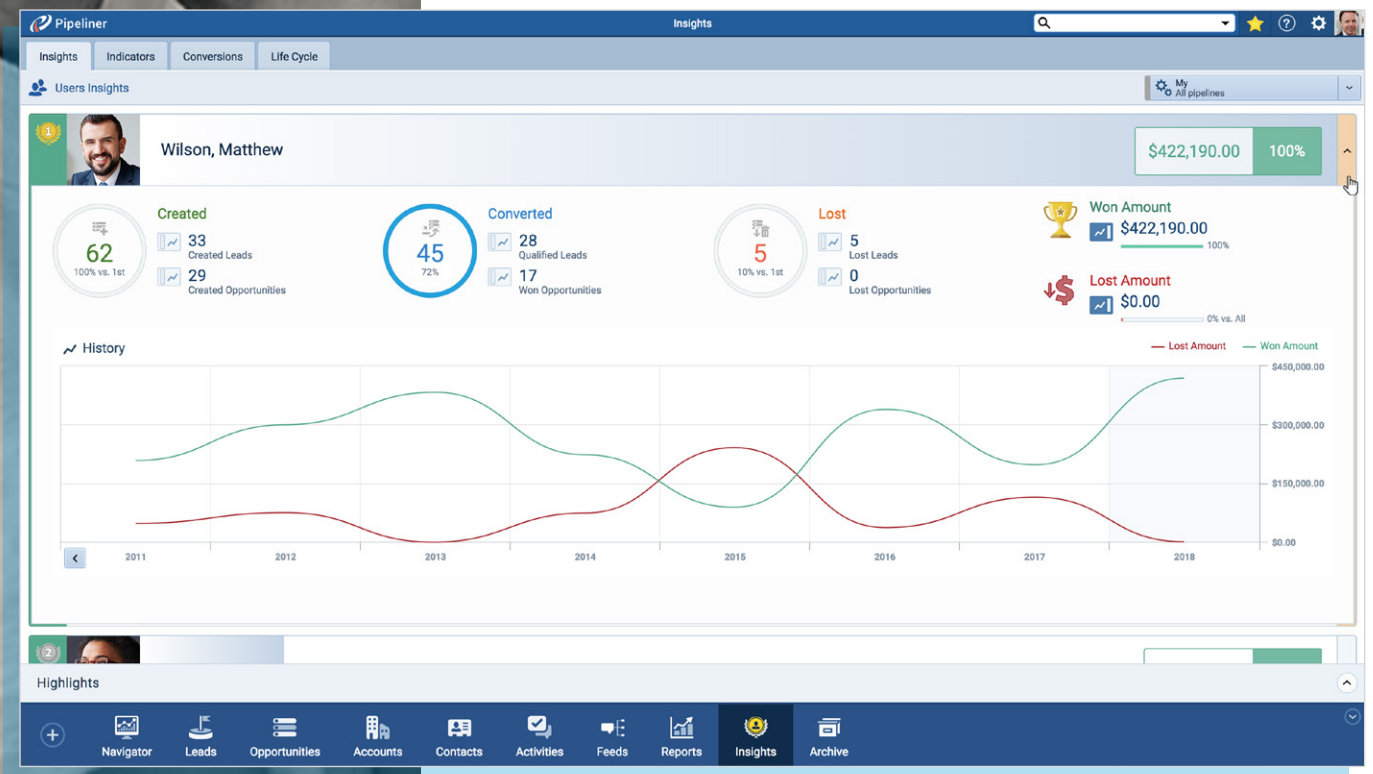 Pipeliner
Insights
Insights
Indicators
Conversions
Life Cycle
Users Insights
My
All pipelines
1
Wilson, Matthew
$422,190.00
100%
62
100% vs. 1st
Created
33
Created Leads
29
Created Opportunities
45
72%
Converted
28
Qualified Leads
17
Won Opportunities
5
10% vs. 1st
Lost
5
Lost Leads
0
Lost Opportunities
Won Amount
$422,190.00
100%
Lost Amount
$0.00
0% vs. All
History
Lost Amount
Won Amount
$450,000.00
$300,000.00
$150,000.00
$0.00
2011
2012
2013
2014
2015
2016
2017
2018
2
Highlights
Navigator
Leads
Opportunities
Accounts
Contacts
Activities
Feeds
Reports
Insights
Archive